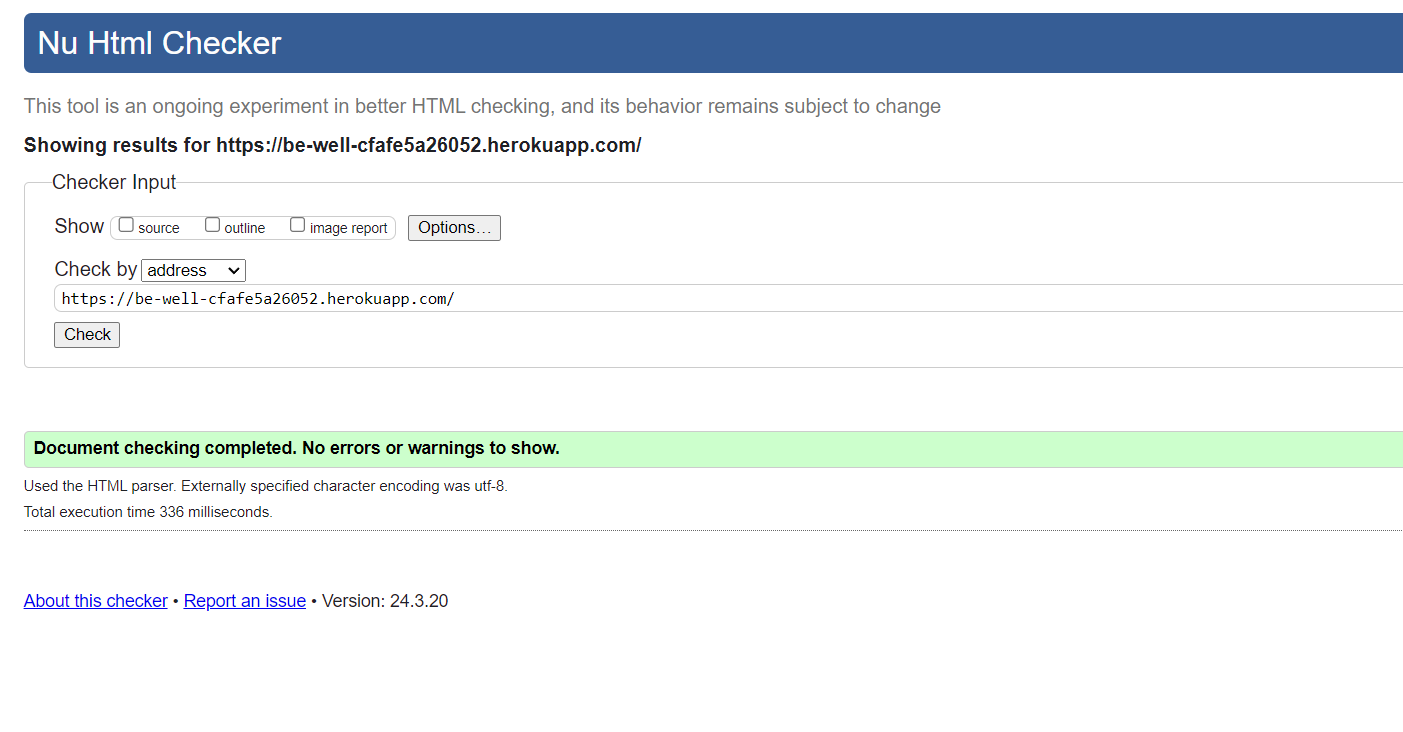 Nu Html Checker
This tool is an ongoing experiment in better HTML checking, and its behavior remains subject to change
Showing results for https://be-well-cfafe5a26052.herokuapp.com/
Checker Input
Show source outline image report Options...
Check by address
https://be-well-cfafe5a26052.herokuapp.com/
Check
Document checking completed. No errors or warnings to show.
Used the HTML parser. Externally specified character encoding was utf-8.
Total execution time 336 milliseconds.
About this checker • Report an issue • Version: 24.3.20